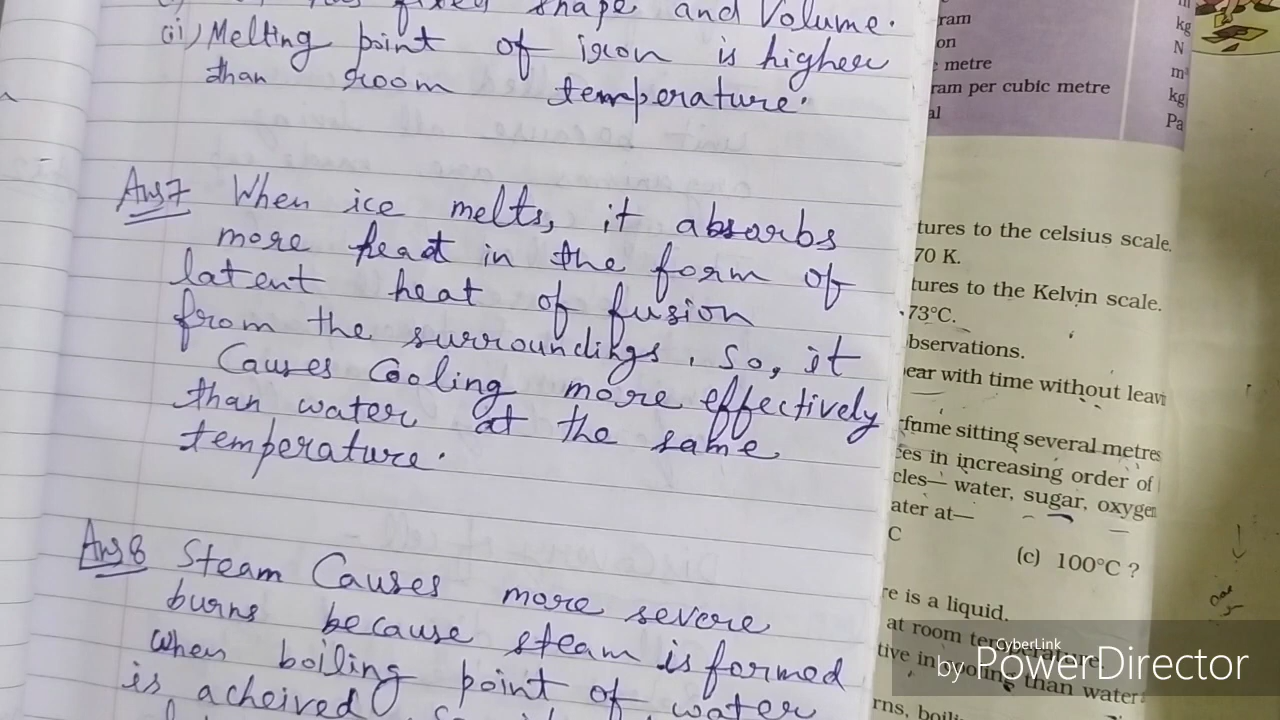 fixed shape and Volume.
(ii) Melting point of iron is higher
than room temperature.
Ans7 When ice melts, it absorbs
more heat in the form of
latent heat of fusion
from the surroundings. So, it
Causes Cooling more effectively
than water at the same
temperature.
Ans8 Steam Causes more severe
burns because steam is formed
when boiling point of water
is acheived
ram
on
metre
ram per cubic metre
al
kg
N
kg
Pa
tures to the celsius scale.
70 K.
tures to the Kelvin scale.
73°C.
bservations.
ear with time without leavi
fume sitting several metres
es in increasing order of
cles— water, sugar, oxygen
ater at—
C
(c) 100°C ?
re is a liquid.
at room temperature.
tive in cooling than water
rns, boili
CyberLink
by PowerDirector